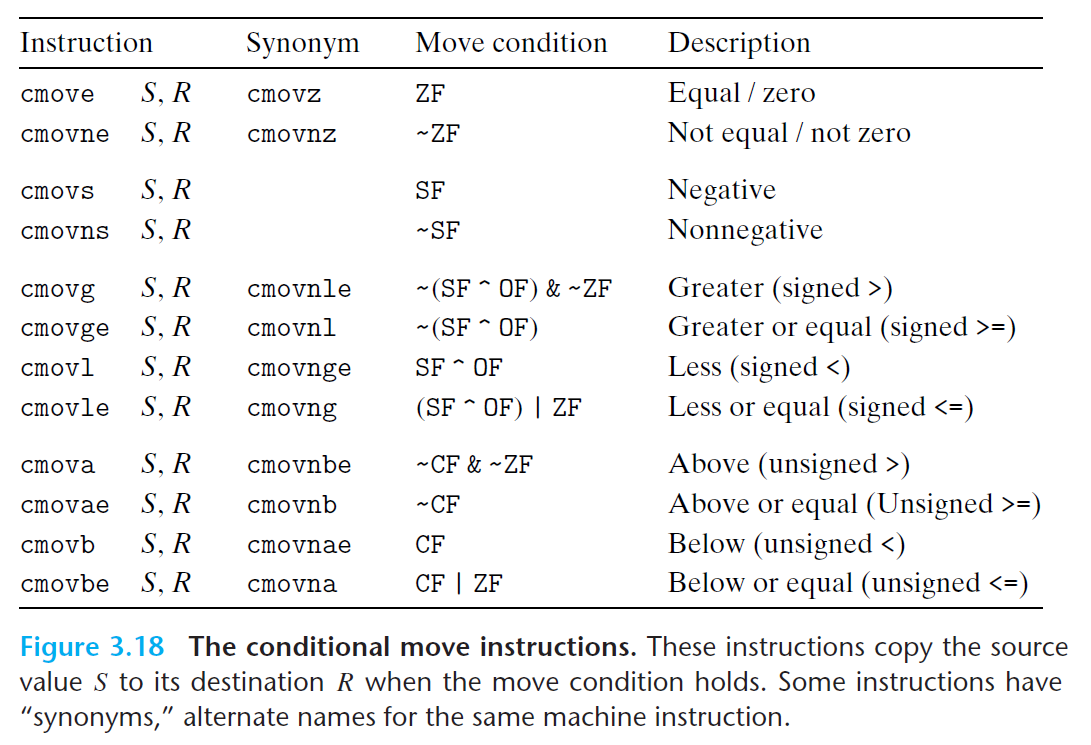 Instruction Synonym Move condition Description
cmove S, R cmovz ZF Equal / zero
cmovne S, R cmovnz ~ZF Not equal / not zero
cmovs S, R SF Negative
cmovns S, R ~SF Nonnegative
cmovg S, R cmovnle ~(SF ^ OF) & ~ZF Greater (signed >)
cmovge S, R cmovnl ~(SF ^ OF) Greater or equal (signed >=)
cmovl S, R cmovnge SF ^ OF Less (signed <)
cmovle S, R cmovng (SF ^ OF) | ZF Less or equal (signed <=)
cmova S, R cmovnbe ~CF & ~ZF Above (unsigned >)
cmovae S, R cmovnb ~CF Above or equal (Unsigned >=)
cmovb S, R cmovnae CF Below (unsigned <)
cmovbe S, R cmovna CF | ZF Below or equal (unsigned <=)
Figure 3.18 The conditional move instructions. These instructions copy the source
value S to its destination R when the move condition holds. Some instructions have
“synonyms,” alternate names for the same machine instruction.